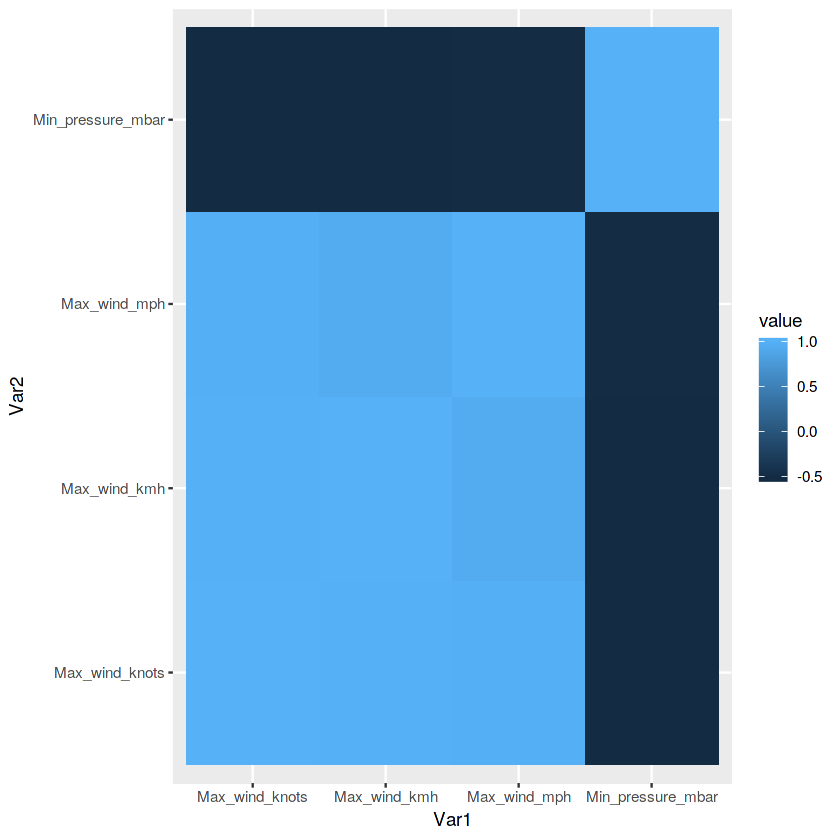 Min_pressure_mbar
Max_wind_mph
Max_wind_kmh
Max_wind_knots
Var2
Max_wind_knots Max_wind_kmh Max_wind_mph Min_pressure_mbar
Var1
value
1.0
0.5
0.0
-0.5